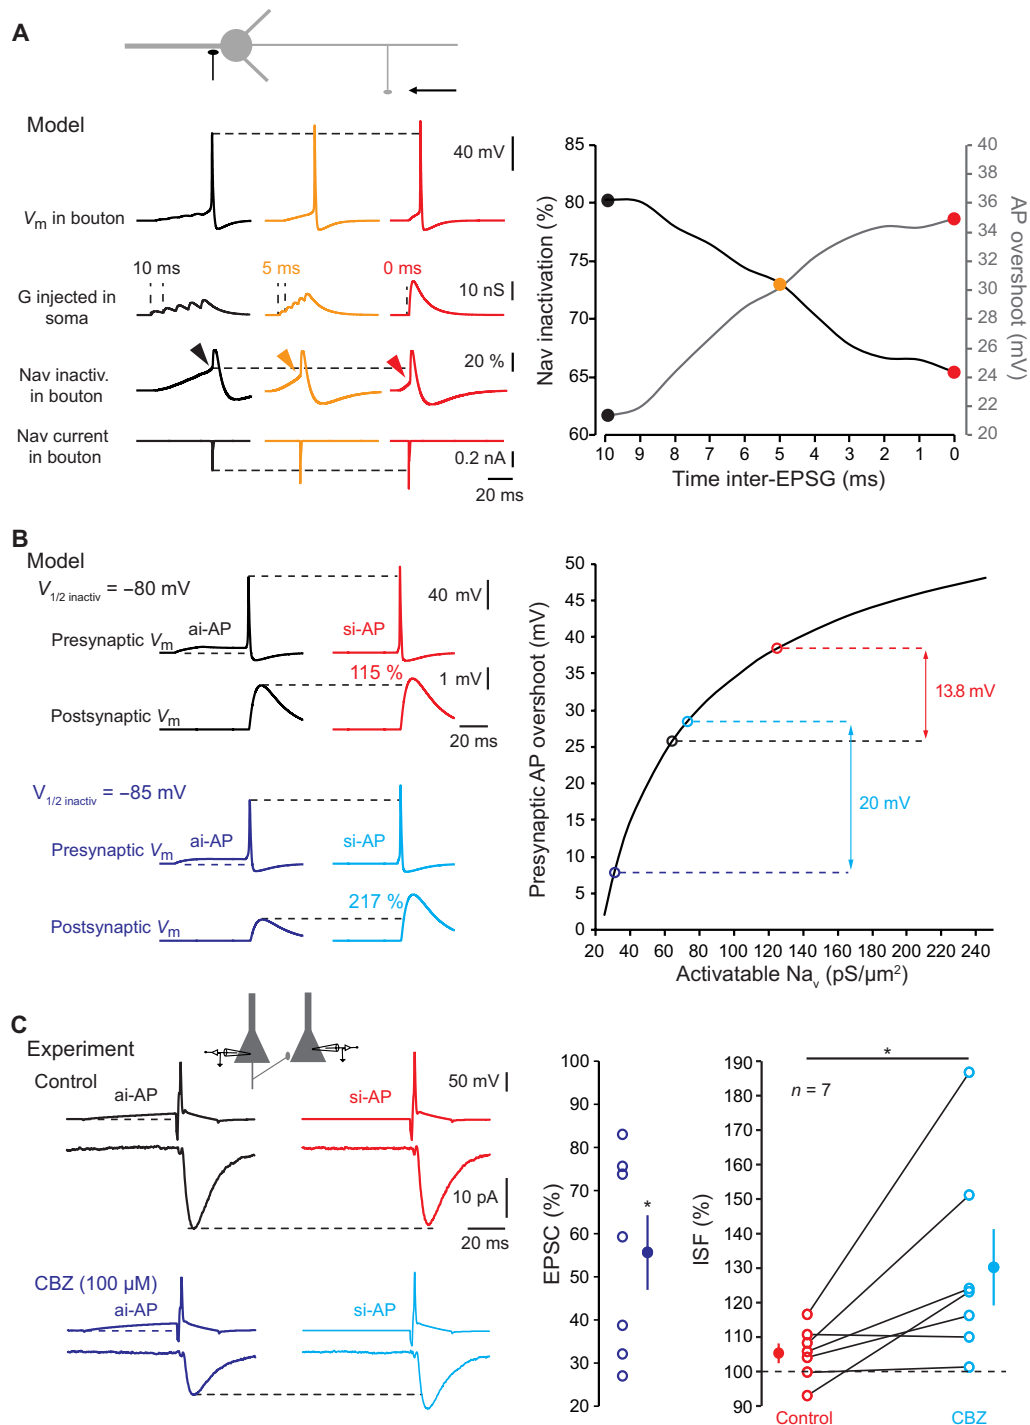 A
Model
40 mV
Vm in bouton
10 ms
5 ms
0 ms
G injected in
soma
10 nS
Nav inactiv.
in bouton
20 %
Nav current
in bouton
0.2 nA
20 ms
85
80
75
70
65
60
Nav inactivation (%)
40
38
36
34
32
30
28
26
24
22
20
AP overshoot (mV)
10 9 8 7 6 5 4 3 2 1 0
Time inter-EPSG (ms)
B
Model
V1/2 inactiv = −80 mV
40 mV
ai-AP
si-AP
Presynaptic Vm
115 %
1 mV
Postsynaptic Vm
20 ms
V1/2 inactiv = −85 mV
ai-AP
si-AP
Presynaptic Vm
217 %
Postsynaptic Vm
50
45
40
35
30
25
20
15
10
5
0
Presynaptic AP overshoot (mV)
13.8 mV
20 mV
20 40 60 80 100 120 140 160 180 200 220 240
Activatable Nav (pS/µm2)
C
Experiment
Control
ai-AP
si-AP
50 mV
10 pA
20 ms
CBZ (100 µM)
ai-AP
si-AP
100
90
80
70
60
50
40
30
20
EPSC (%)
*
190
180
170
160
150
140
130
120
110
100
90
ISF (%)
*
n = 7
Control
CBZ